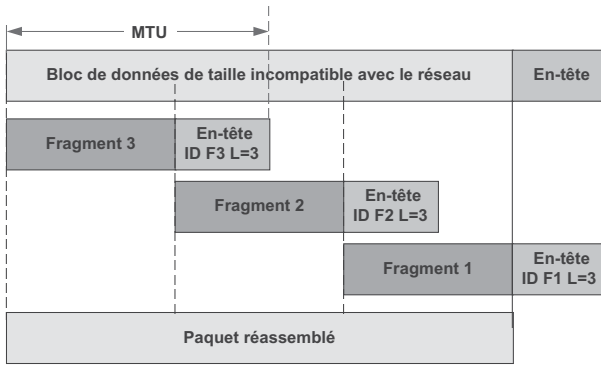 MTU
Bloc de données de taille incompatible avec le réseau
En-tête
Fragment 3
En-tête
ID F3 L=3
Fragment 2
En-tête
ID F2 L=3
Fragment 1
En-tête
ID F1 L=3
Paquet réassemblé